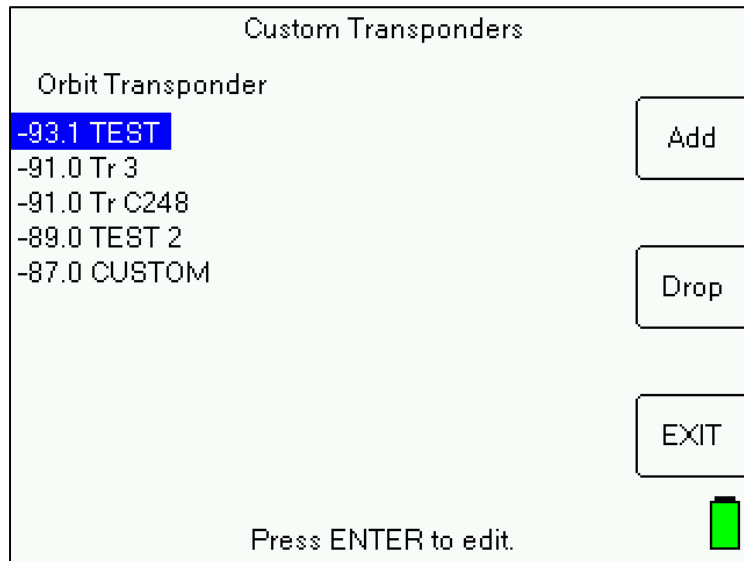 Custom Transponders
Orbit Transponder
-93.1 TEST
-91.0 Tr 3
-91.0 Tr C248
-89.0 TEST 2
-87.0 CUSTOM
Add
Drop
EXIT
Press ENTER to edit.